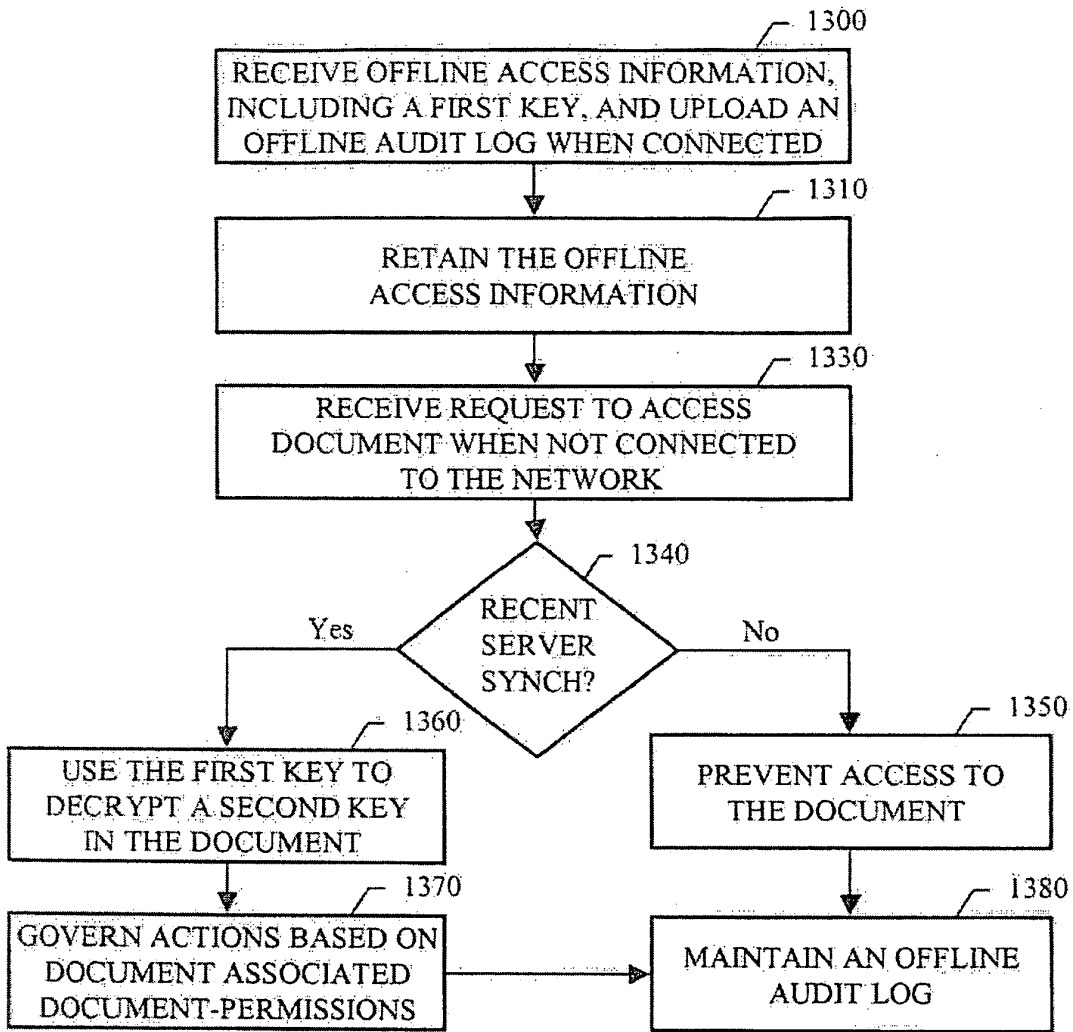 1300
RECEIVE OFFLINE ACCESS INFORMATION,
INCLUDING A FIRST KEY, AND UPLOAD AN
OFFLINE AUDIT LOG WHEN CONNECTED
1310
RETAIN THE OFFLINE
ACCESS INFORMATION
1330
RECEIVE REQUEST TO ACCESS
DOCUMENT WHEN NOT CONNECTED
TO THE NETWORK
1340
RECENT
SERVER
SYNCH?
Yes
No
1360
USE THE FIRST KEY TO
DECRYPT A SECOND KEY
IN THE DOCUMENT
1350
PREVENT ACCESS TO
THE DOCUMENT
1370
GOVERN ACTIONS BASED ON
DOCUMENT ASSOCIATED
DOCUMENT-PERMISSIONS
1380
MAINTAIN AN OFFLINE
AUDIT LOG